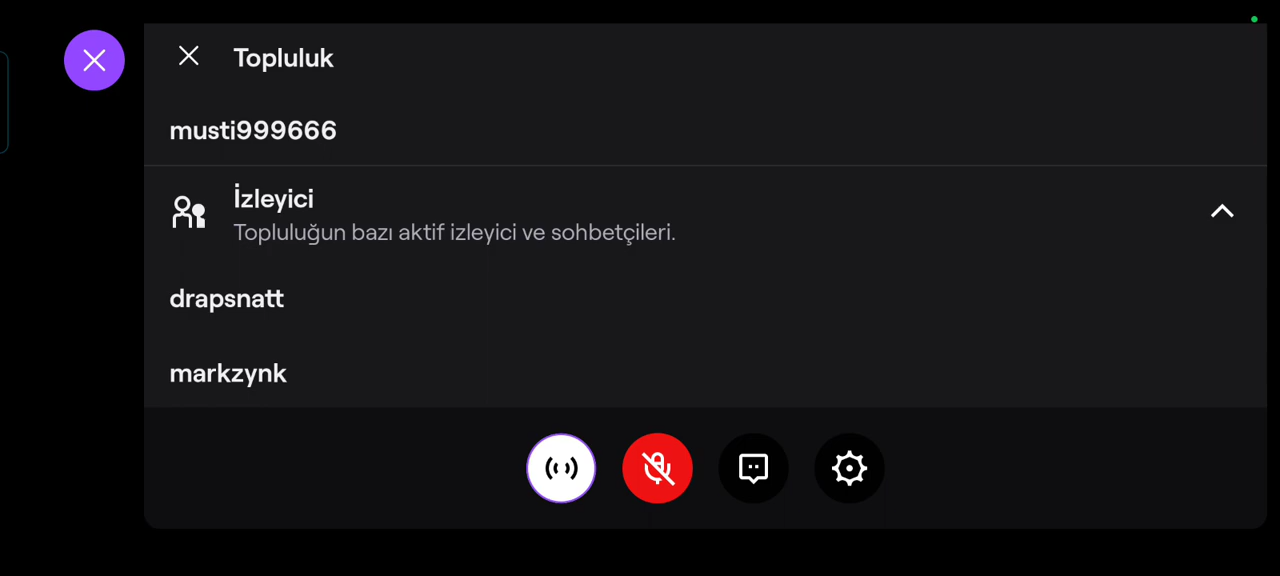 Topluluk
musti999666
İzleyici
Topluluğun bazı aktif izleyici ve sohbetçileri.
drapsnatt
markzynk